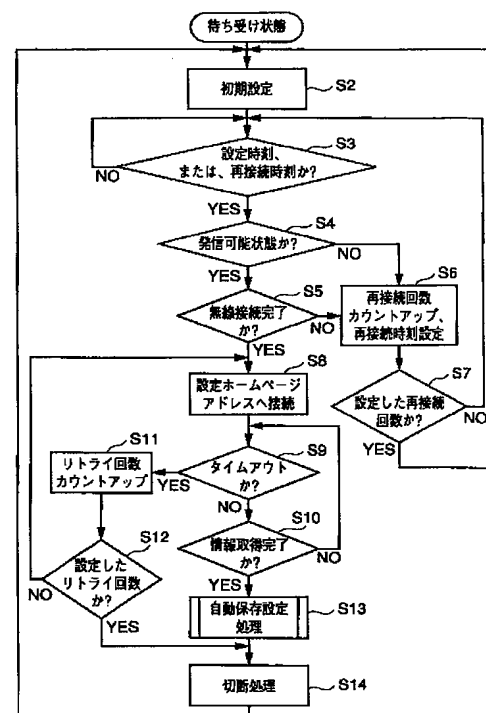 待ち受け状態
初期設定
S2
設定時刻、
または、再接続時刻か?
S3
NO
YES
発信可能状態か?
S4
NO
YES
無線接続完了
か?
S5
NO
YES
再接続回数
カウントアップ、
再接続時刻設定
S6
設定した再接続
回数か?
S7
NO
YES
設定ホームページ
アドレスへ接続
S8
タイムアウト
か?
S9
YES
NO
リトライ回数
カウントアップ
S11
情報取得完了
か?
S10
NO
YES
設定した
リトライ回数
か?
S12
NO
YES
自動保存設定
処理
S13
切断処理
S14